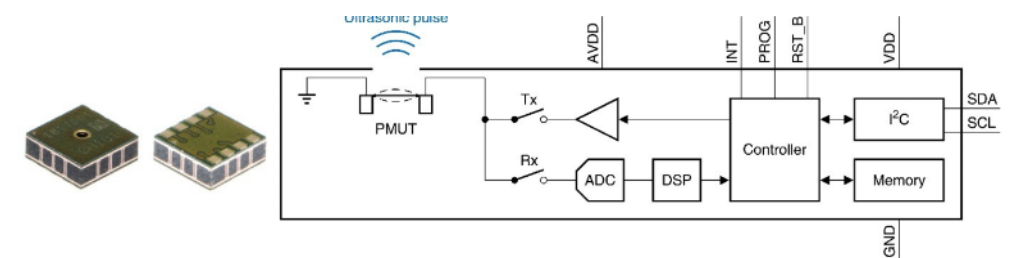 Ultrasonic pulse
AVDD
INT
PROG
RST_B
VDD
PMUT
Tx
Rx
ADC
DSP
Controller
I²C
Memory
SDA
SCL
GND